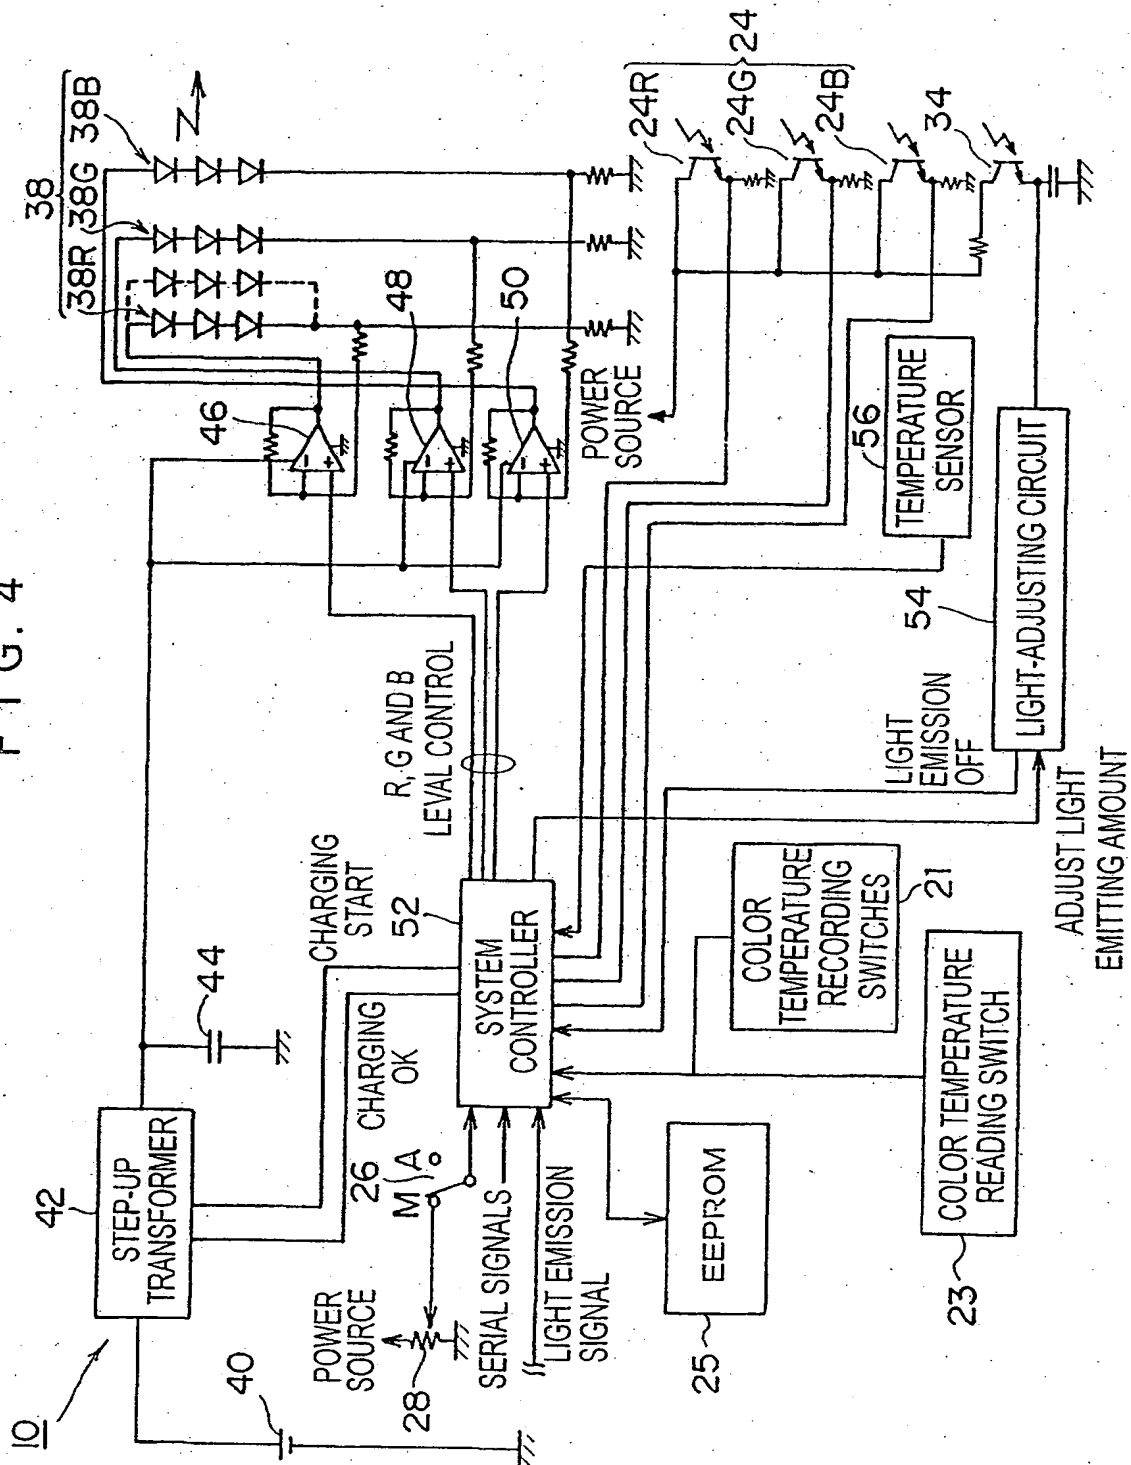 FIG. 4
10
42
STEP-UP
TRANSFORMER
40
44
CHARGING
START
CHARGING
OK
52
SYSTEM
CONTROLLER
R, G AND B
LEVAL CONTROL
POWER
SOURCE
28
26
M
A
SERIAL SIGNALS
LIGHT EMISSION
SIGNAL
25
EEPROM
23
COLOR TEMPERATURE
READING SWITCH
COLOR
TEMPERATURE
RECORDING
SWITCHES
21
46
48
50
38
38R
38G
38B
N
POWER
SOURCE
24
24R
24G
24B
34
56
TEMPERATURE
SENSOR
54
LIGHT-ADJUSTING CIRCUIT
LIGHT
EMISSION
OFF
ADJUST LIGHT
EMITTING AMOUNT